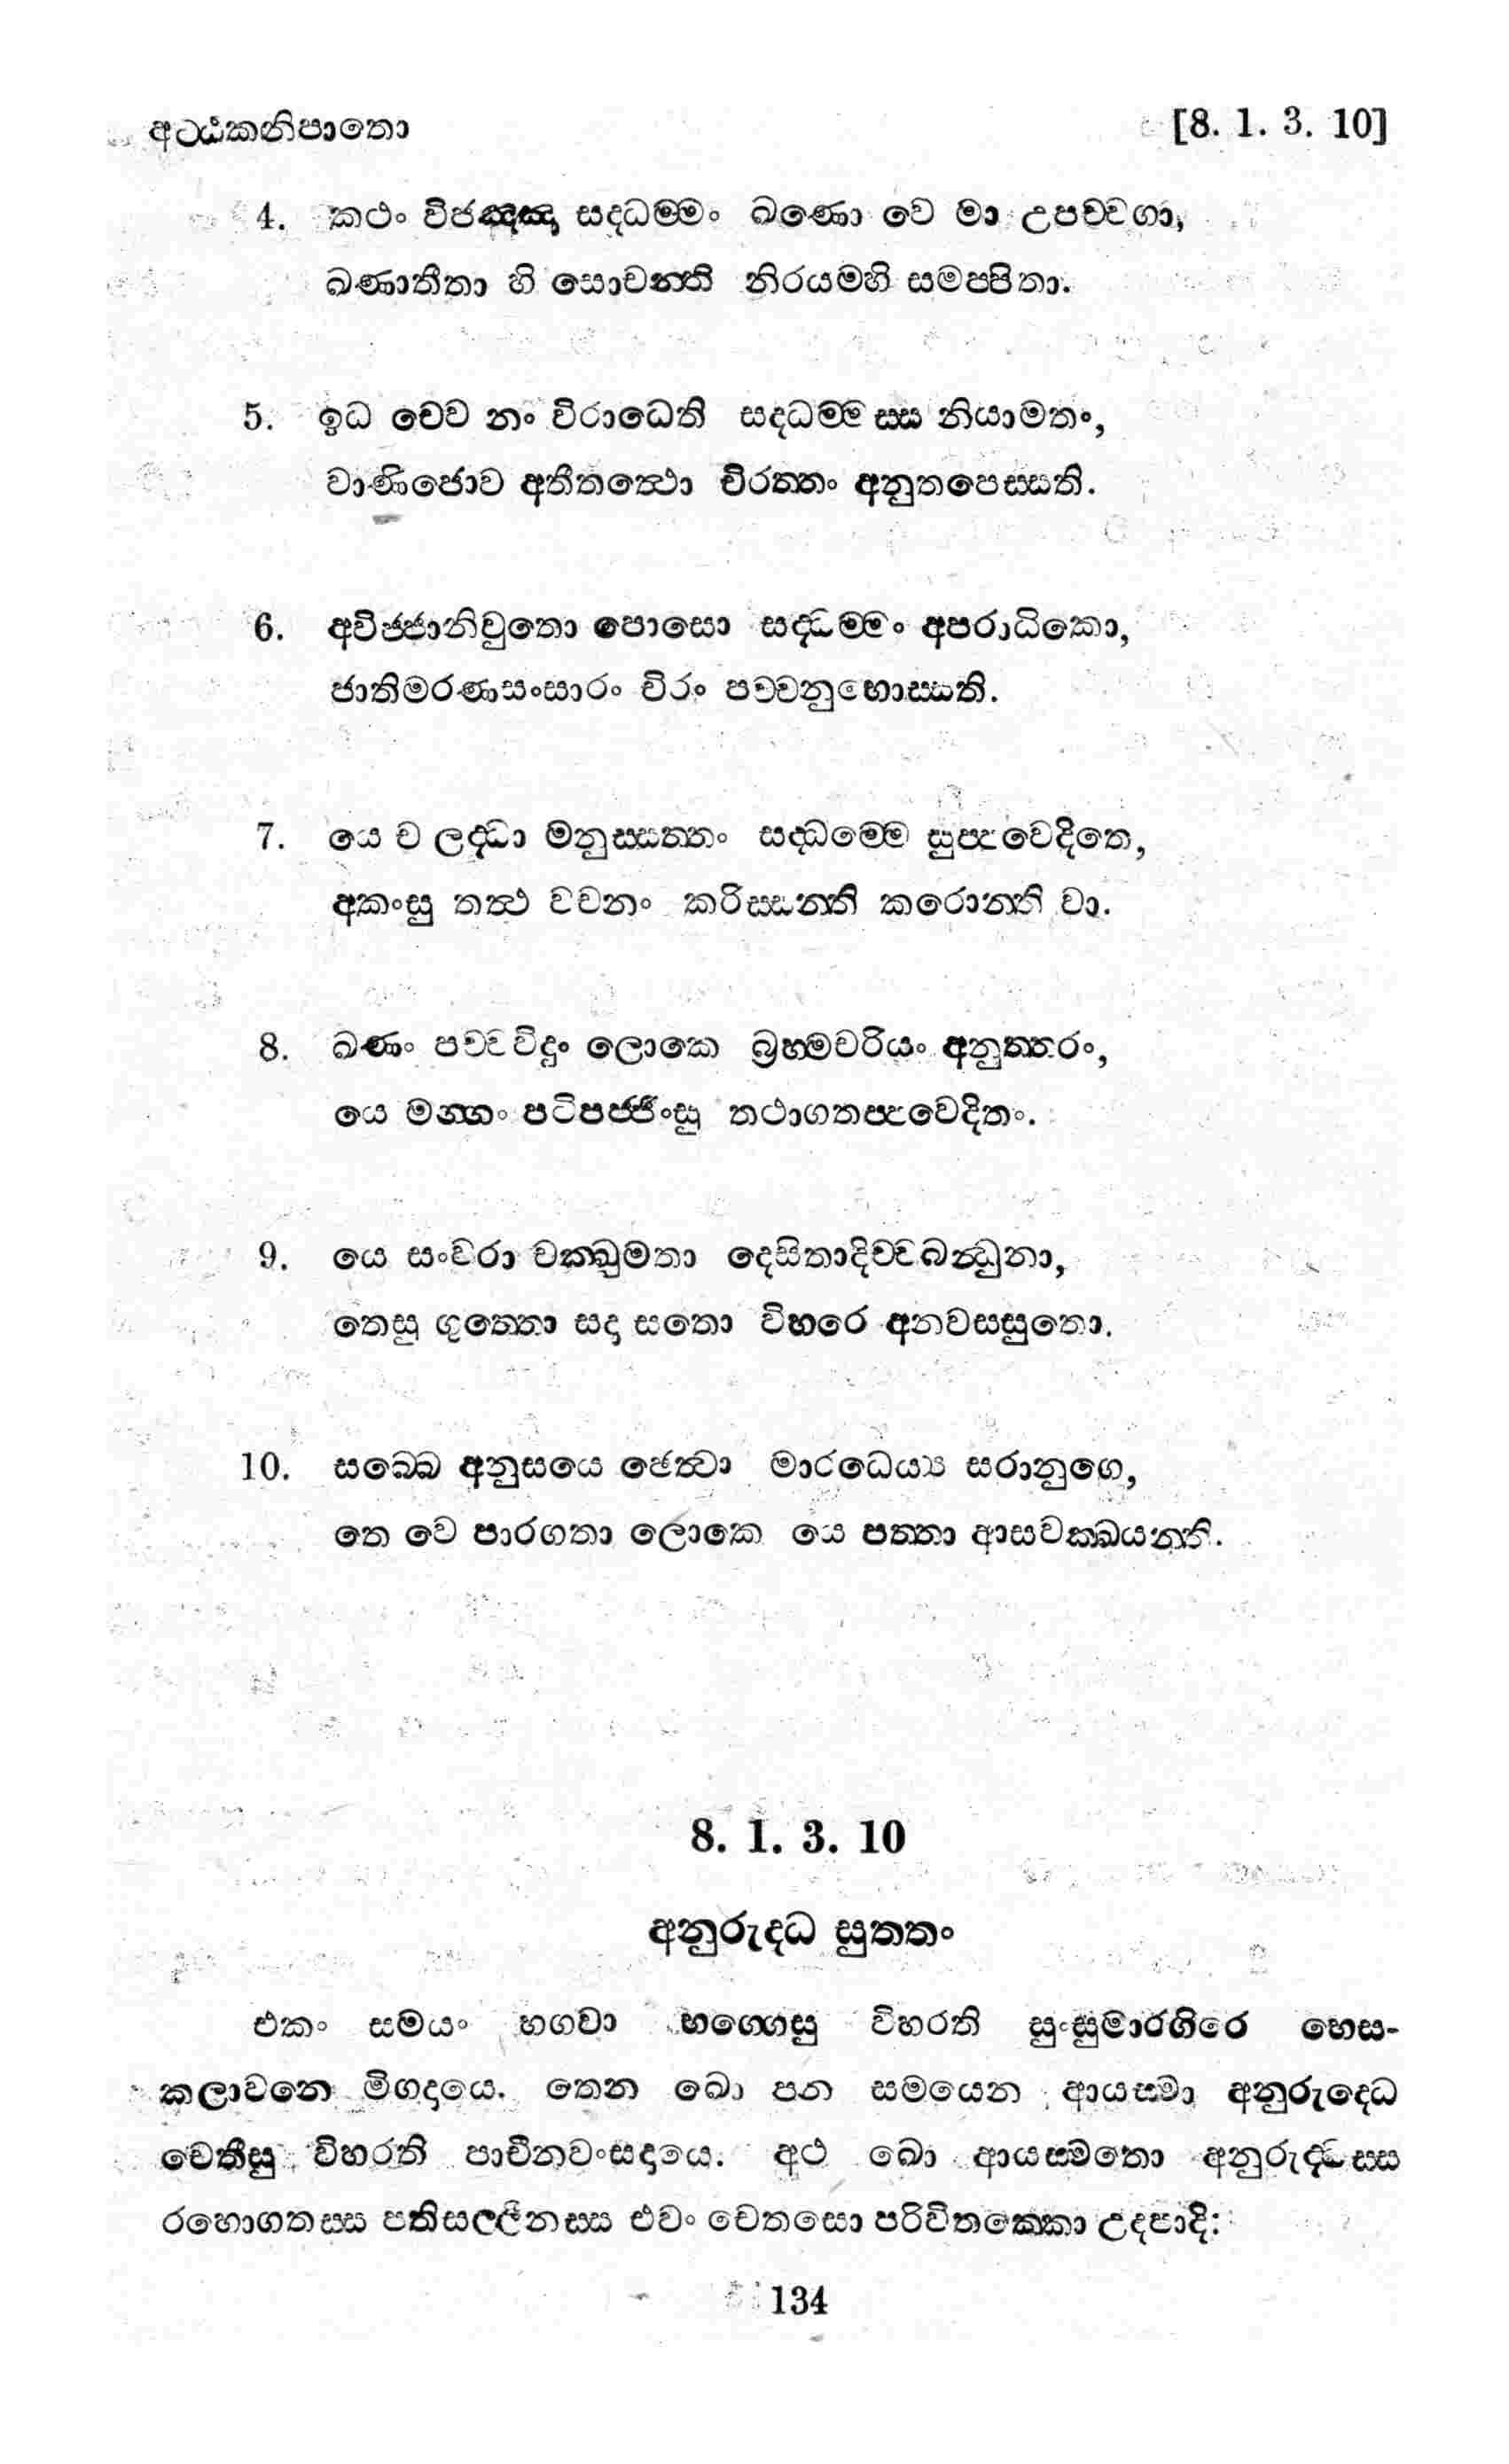 අට්ඨකනිපාතො [8. 1. 3. 10]
4. කථං විජඤ්ඤු සද්ධම්මං ඛණො වෙ මා උපච්චගා,
ඛණාතීතා හි සොචන්ති නිරයම්හි සමප්පිතා.
5. ඉධ චෙව නං විරාධෙති සද්ධම්මස්ස නියාමතං,
වාණිජොව අතීතත්ථො චිරත්තං අනුතපෙස්සති.
6. අවිජ්ජානිවුතො පොසො සද්ධම්මං අපරාධිකො,
ජාතිමරණසංසාරං චිරං පච්චනුභොස්සති.
7. යෙ ච ලද්ධා මනුස්සත්තං සද්ධම්මෙ සුප්පවෙදිතෙ,
අකංසු තත්ථ වචනං කරිස්සන්ති කරොන්ති වා.
8. ඛණං පච්චවිදුං ලොකෙ බ්‍රහ්මචරියං අනුත්තරං,
යෙ මග්ගං පටිපජ්ජිංසු තථාගතප්පවෙදිතං.
9. යෙ සංවරා චක්ඛුමතා දෙසිතාදිච්චබන්ධුනා,
තෙසු ගුත්තො සදා සතො විහරෙ අනවස්සුතො.
10. සබ්බෙ අනුසයෙ ඡෙත්වා මාරධෙය්‍ය සරානුගෙ,
තෙ වෙ පාරගතා ලොකෙ යෙ පත්තා ආසවක්ඛයන්ති.
8. 1. 3. 10
අනුරුද්ධ සුත්තං
එකං සමයං භගවා භග්ගෙසු විහරති සුංසුමාරගිරෙ භෙස-
කලාවනෙ මිගදායෙ. තෙන ඛො පන සමයෙන ආයස්මා අනුරුද්ධෙ
චෙතීසු විහරති පාචීනවංසදායෙ. අථ ඛො ආයස්මතො අනුරුද්ධස්ස
රහොගතස්ස පතිසල්ලීනස්ස එවං චෙතසො පරිවිතක්කො උදපාදි:
134